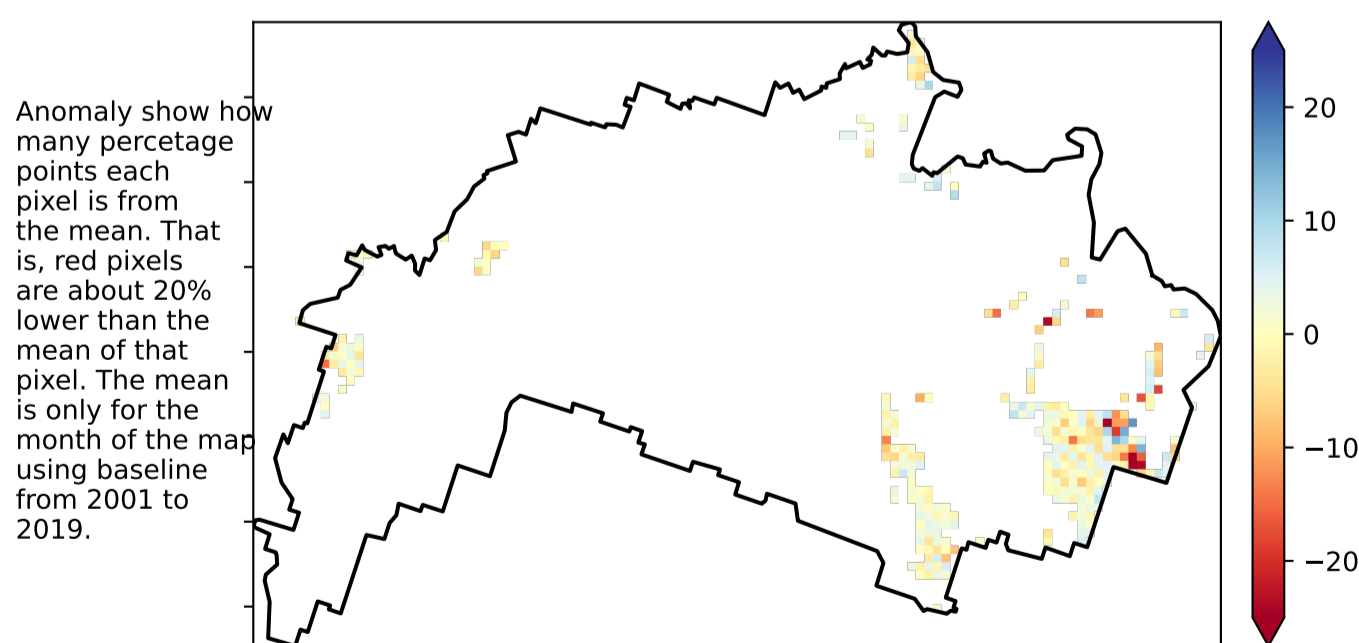 Anomaly show how
many percetage
points each
pixel is from
the mean. That
is, red pixels
are about 20%
lower than the
mean of that
pixel. The mean
is only for the
month of the map
using baseline
from 2001 to
2019.
20
10
0
−10
−20